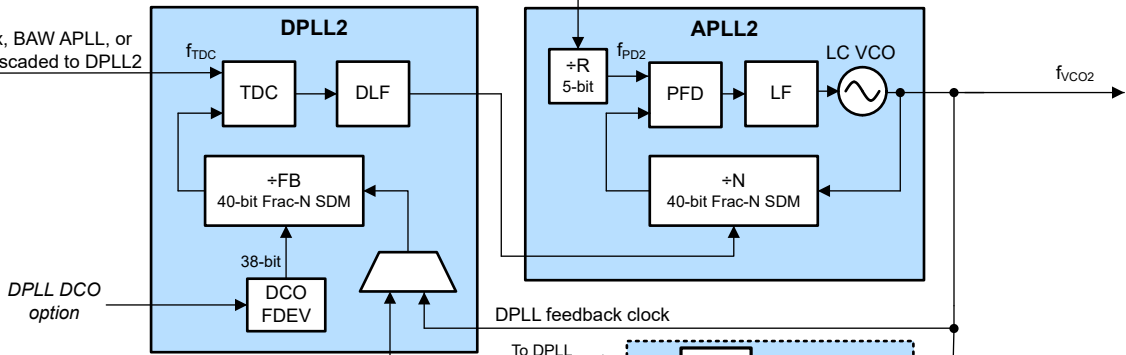 DPLL2
APLL2
x, BAW APLL, or
scaded to DPLL2
fTDC
TDC
DLF
÷FB
40-bit Frac-N SDM
38-bit
DCO
FDEV
DPLL DCO
option
÷R
5-bit
fPD2
PFD
LF
LC VCO
fVCO2
÷N
40-bit Frac-N SDM
DPLL feedback clock
To DPLL